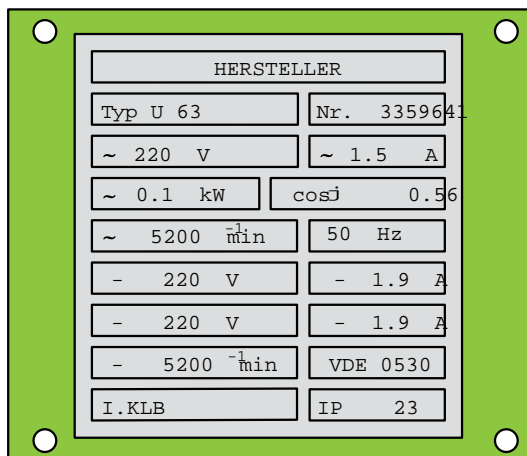 HERSTELLER
Typ U 63 Nr. 3359641
~ 220 V ~ 1.5 A
~ 0.1 kW cosj 0.56
~ 5200 min⁻¹ 50 Hz
- 220 V - 1.9 A
- 220 V - 1.9 A
- 5200 min⁻¹ VDE 0530
I.KLB IP 23